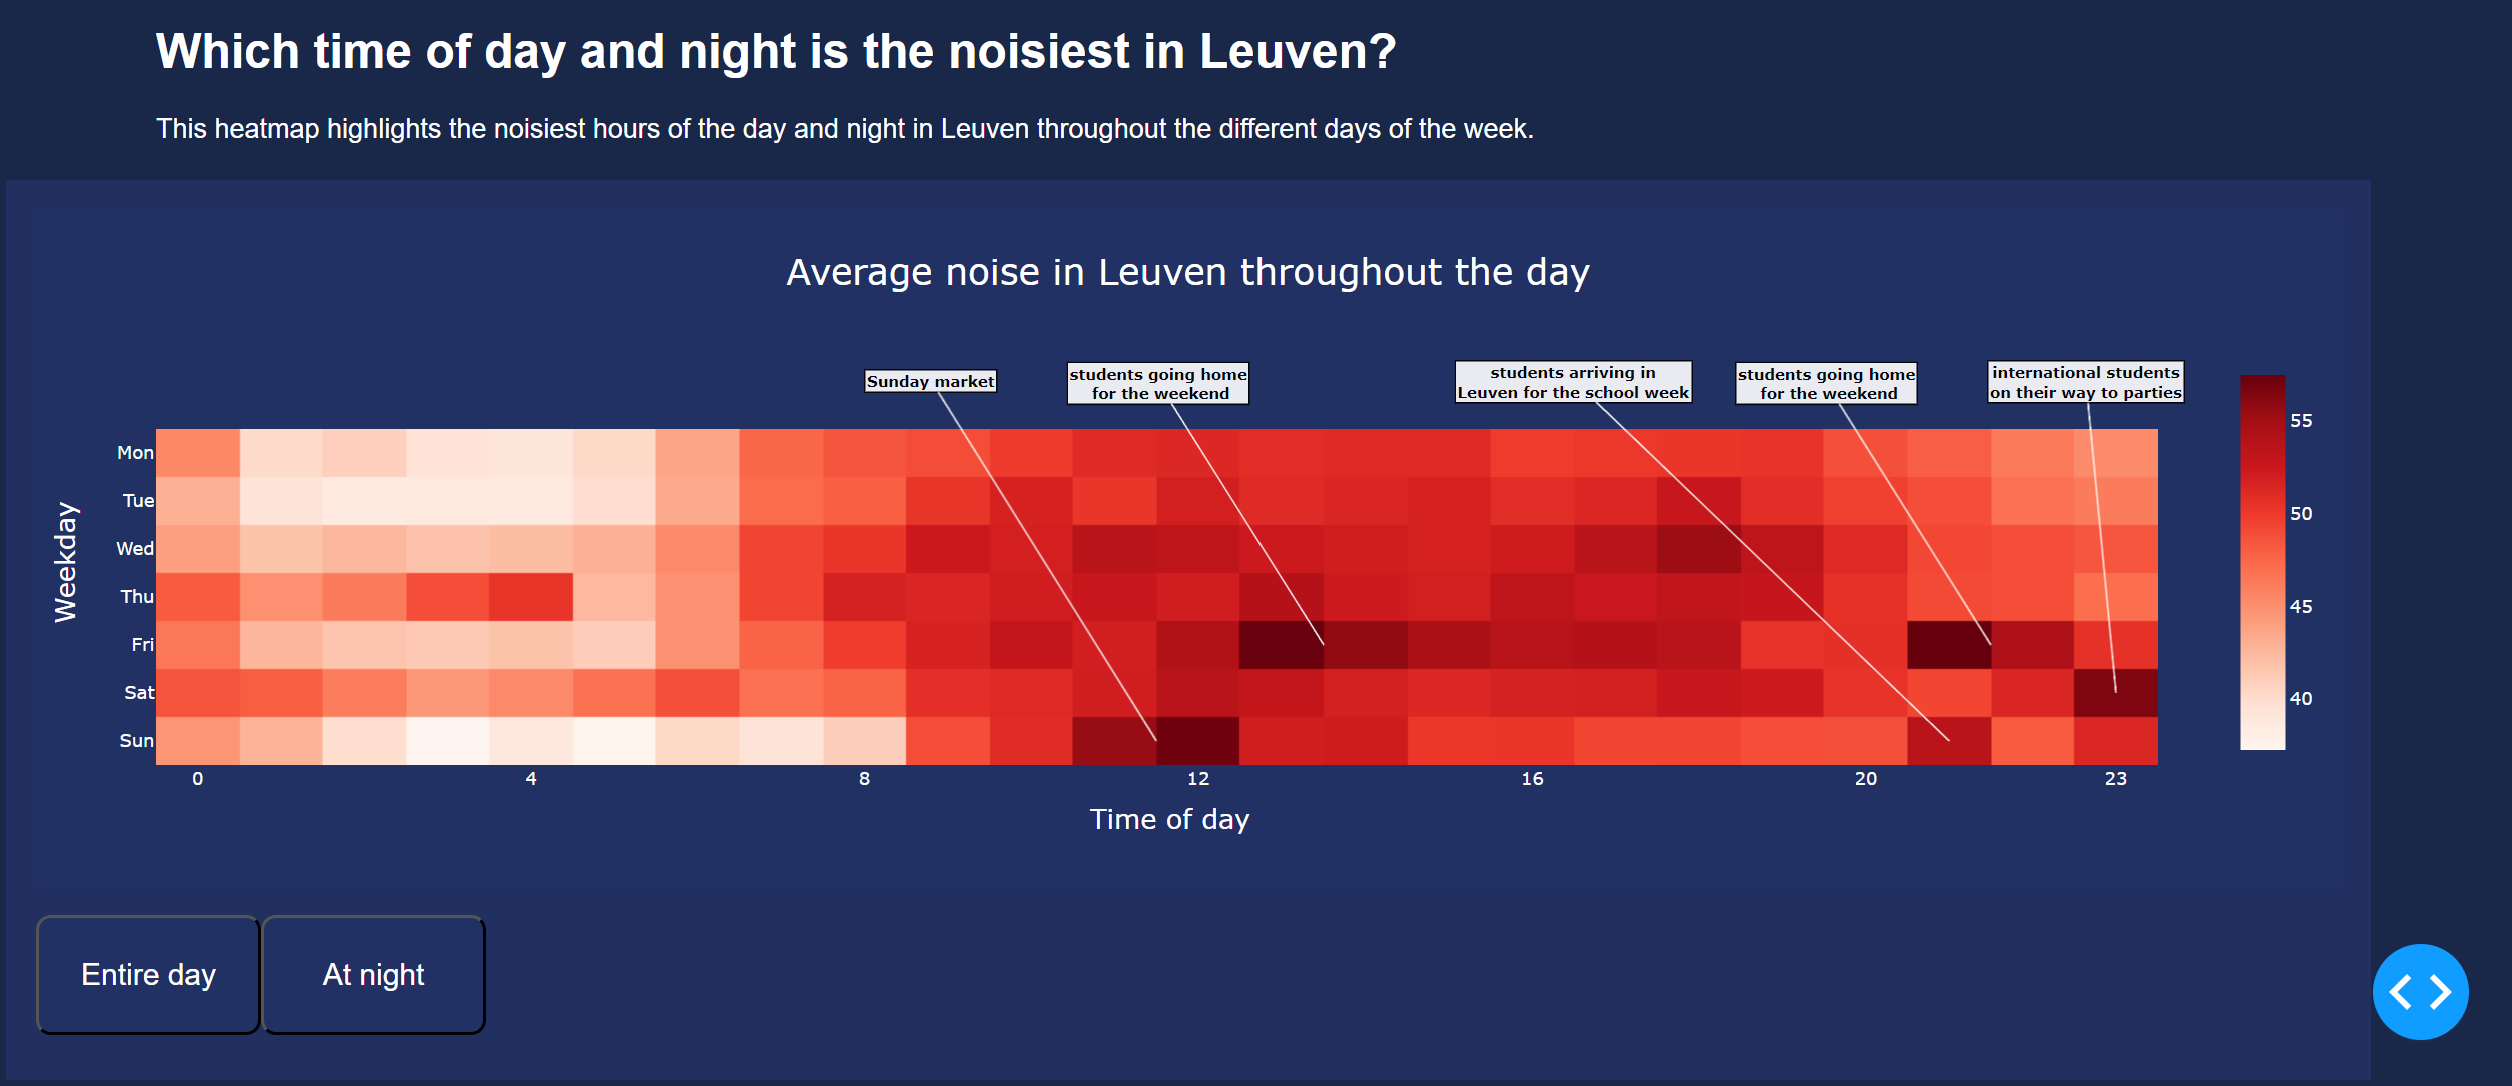 Which time of day and night is the noisiest in Leuven?
This heatmap highlights the noisiest hours of the day and night in Leuven throughout the different days of the week.
Average noise in Leuven throughout the day
Sunday market
students going home
for the weekend
students arriving in
Leuven for the school week
students going home
for the weekend
international students
on their way to parties
Weekday
Mon
Tue
Wed
Thu
Fri
Sat
Sun
0
4
8
12
16
20
23
Time of day
55
50
45
40
Entire day
At night